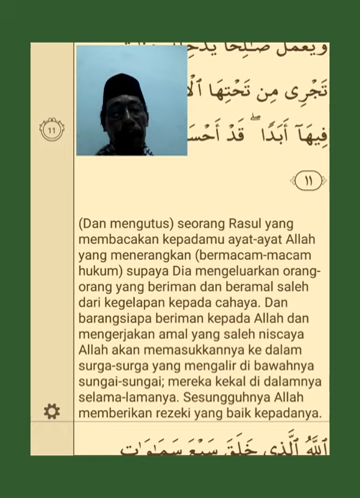 ويَعْمَلْ صَـٰلِحًا يُدْخِلْهُ
تَجْرِى مِن تَحْتِهَا ٱلْأَ
فِيهَآ أَبَدًا ۖ قَدْ أَحْسَ
١١
11
(Dan mengutus) seorang Rasul yang
membacakan kepadamu ayat-ayat Allah
yang menerangkan (bermacam-macam
hukum) supaya Dia mengeluarkan orang-
orang yang beriman dan beramal saleh
dari kegelapan kepada cahaya. Dan
barangsiapa beriman kepada Allah dan
mengerjakan amal yang saleh niscaya
Allah akan memasukkannya ke dalam
surga-surga yang mengalir di bawahnya
sungai-sungai; mereka kekal di dalamnya
selama-lamanya. Sesungguhnya Allah
memberikan rezeki yang baik kepadanya.
ٱللَّهُ ٱلَّذِى خَلَقَ سَبْعَ سَمَـٰوَٰتٍ